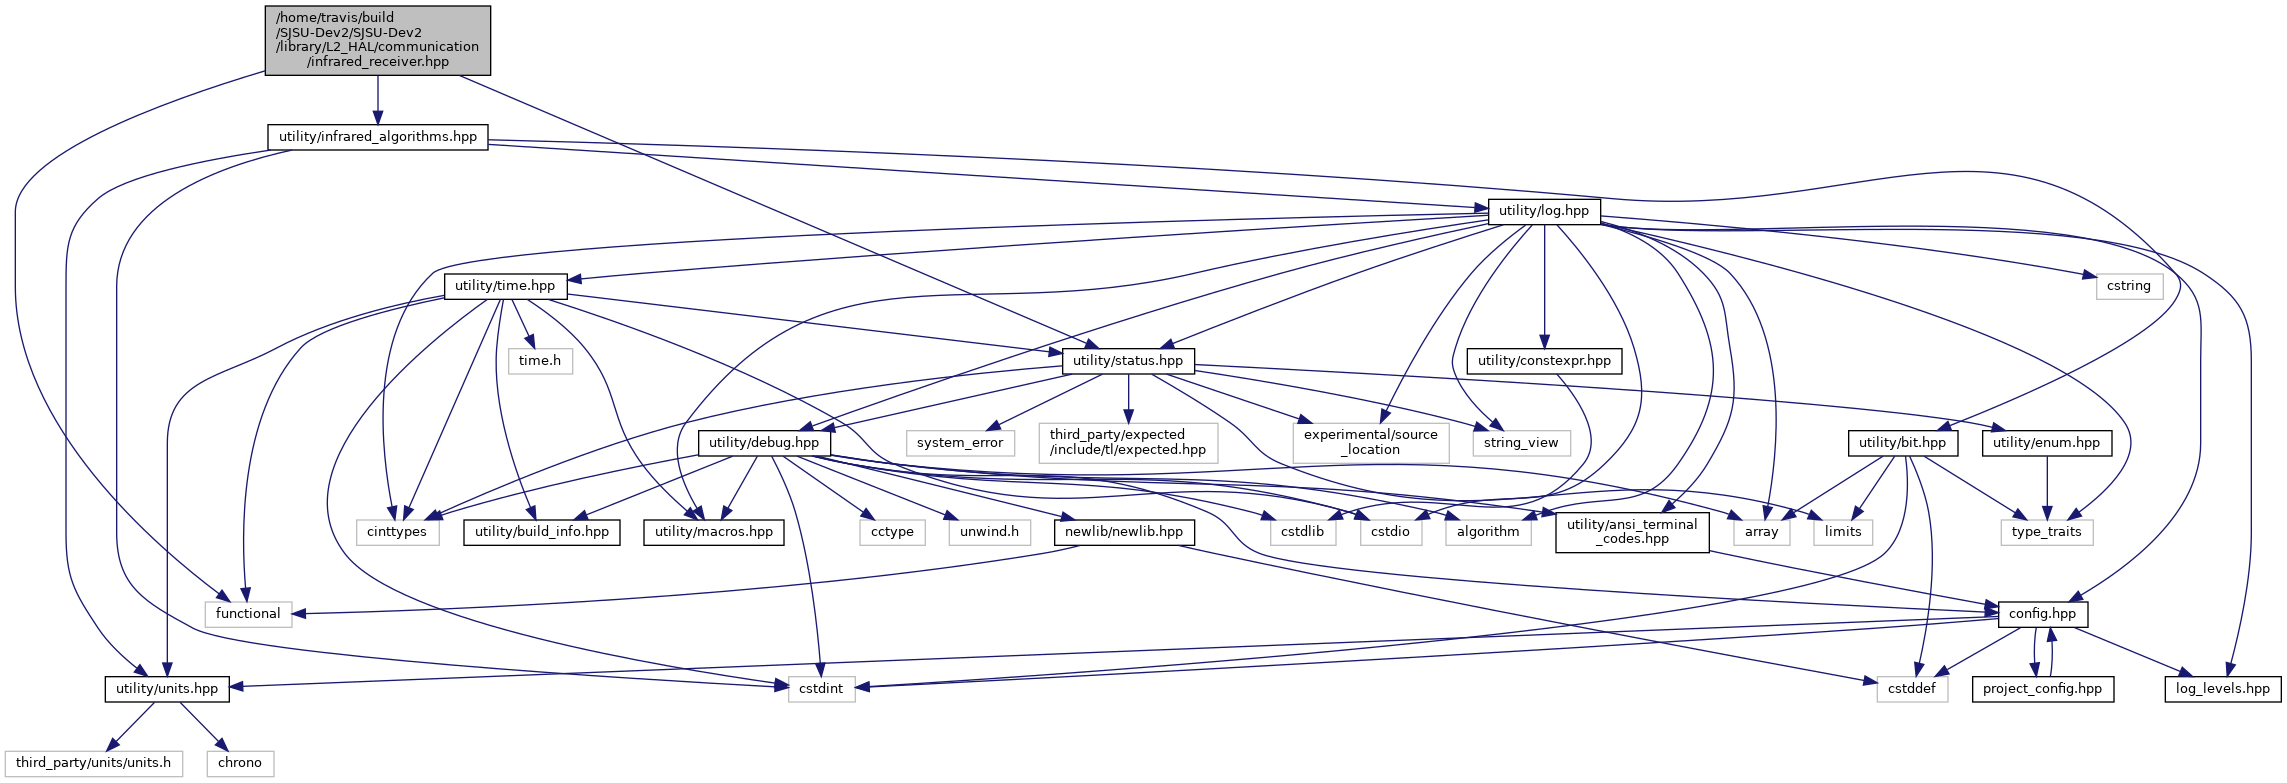 /home/travis/build
/SJSU-Dev2/SJSU-Dev2
/library/L2_HAL/communication
/infrared_receiver.hpp
utility/infrared_algorithms.hpp
utility/log.hpp
utility/time.hpp
cstring
time.h
utility/status.hpp
utility/constexpr.hpp
utility/debug.hpp
system_error
third_party/expected
/include/tl/expected.hpp
experimental/source
_location
string_view
utility/bit.hpp
utility/enum.hpp
cinttypes
utility/build_info.hpp
utility/macros.hpp
cctype
unwind.h
newlib/newlib.hpp
cstdlib
cstdio
algorithm
utility/ansi_terminal
_codes.hpp
array
limits
type_traits
functional
config.hpp
utility/units.hpp
cstdint
cstddef
project_config.hpp
log_levels.hpp
third_party/units/units.h
chrono